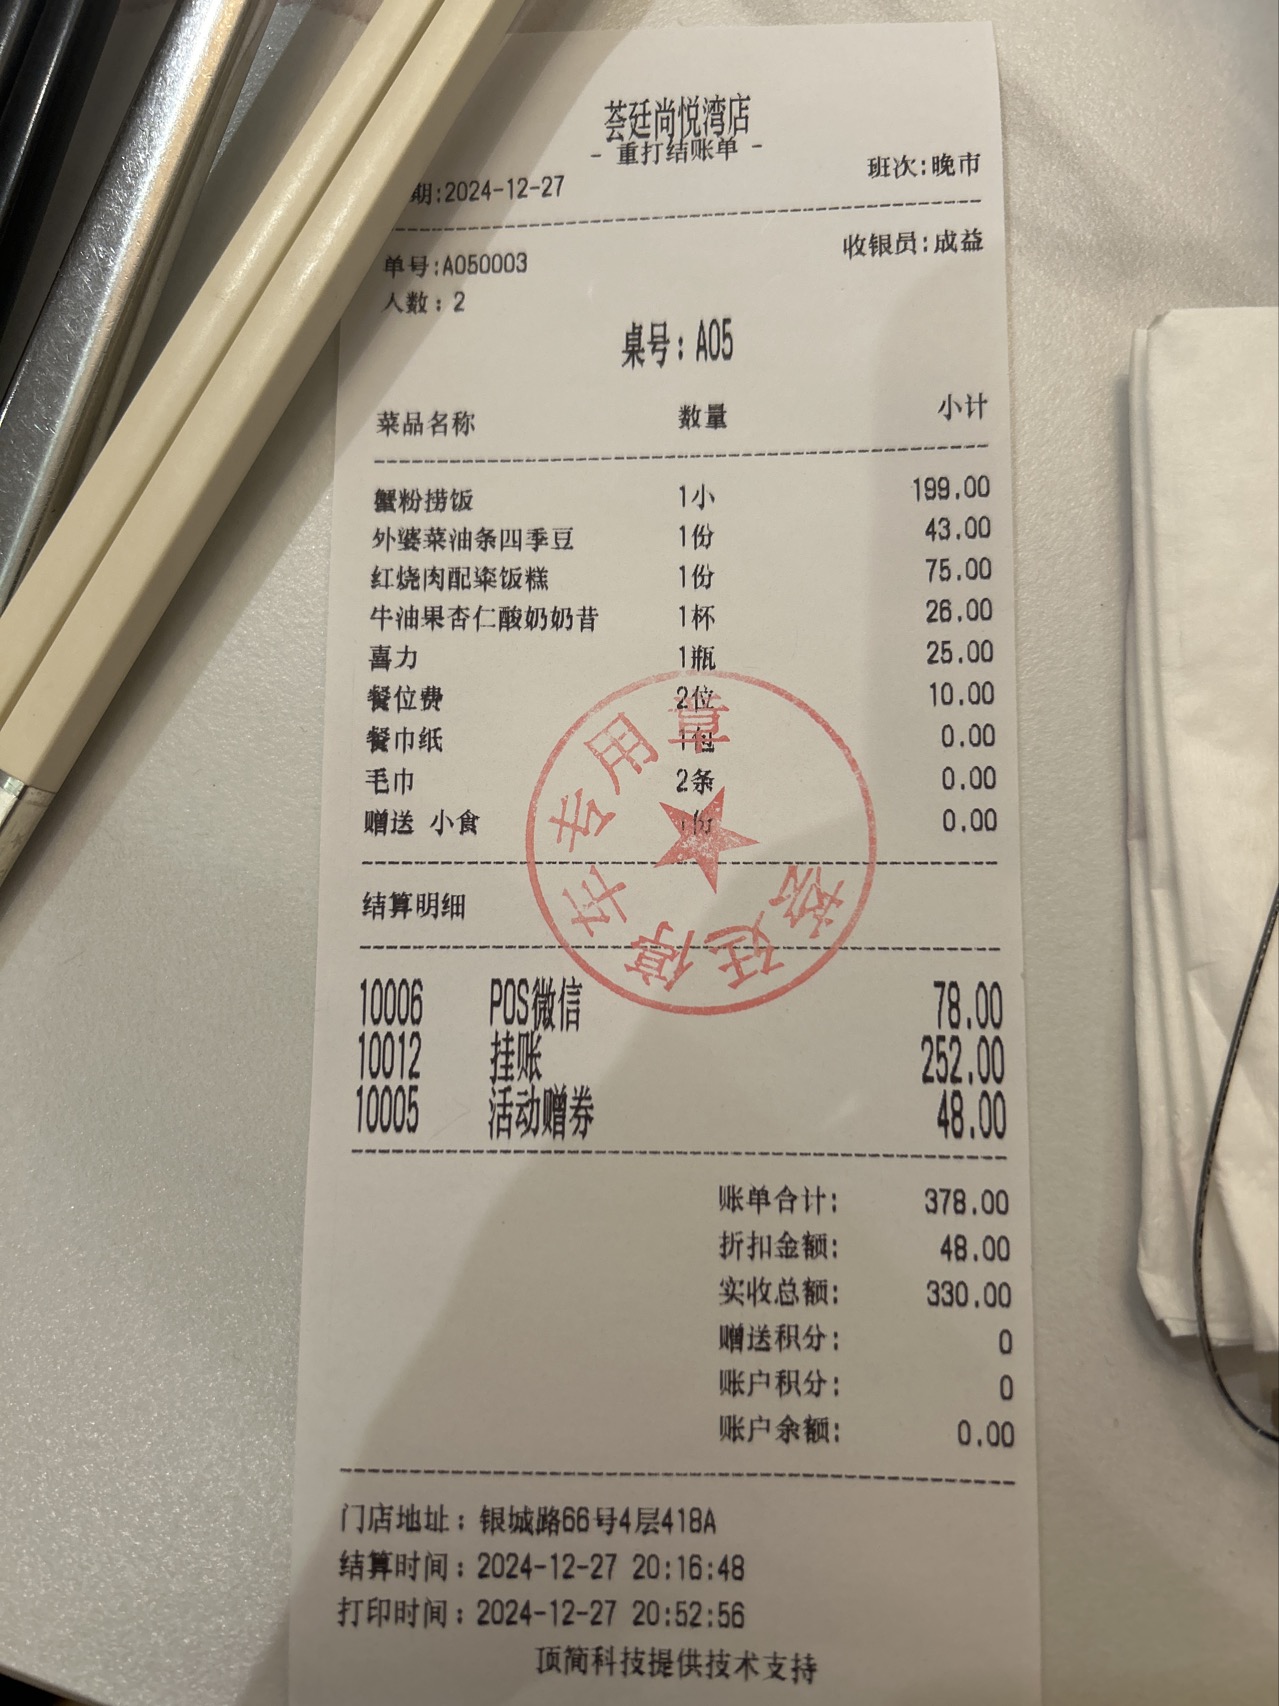 荟廷尚悦湾店
- 重打结账单 -
期:2024-12-27 班次:晚市
单号:A050003 收银员:成益
人数:2
桌号:A05
菜品名称 数量 小计
蟹粉捞饭 1小 199.00
外婆菜油条四季豆 1份 43.00
红烧肉配粢饭糕 1份 75.00
牛油果杏仁酸奶奶昔 1杯 26.00
喜力 1瓶 25.00
餐位费 2位 10.00
餐巾纸 1包 0.00
毛巾 2条 0.00
赠送 小食 1份 0.00
荟廷停车专用章
结算明细
10006 POS微信 78.00
10012 挂账 252.00
10005 活动赠券 48.00
账单合计: 378.00
折扣金额: 48.00
实收总额: 330.00
赠送积分: 0
账户积分: 0
账户余额: 0.00
门店地址:银城路66号4层418A
结算时间:2024-12-27 20:16:48
打印时间:2024-12-27 20:52:56
顶简科技提供技术支持